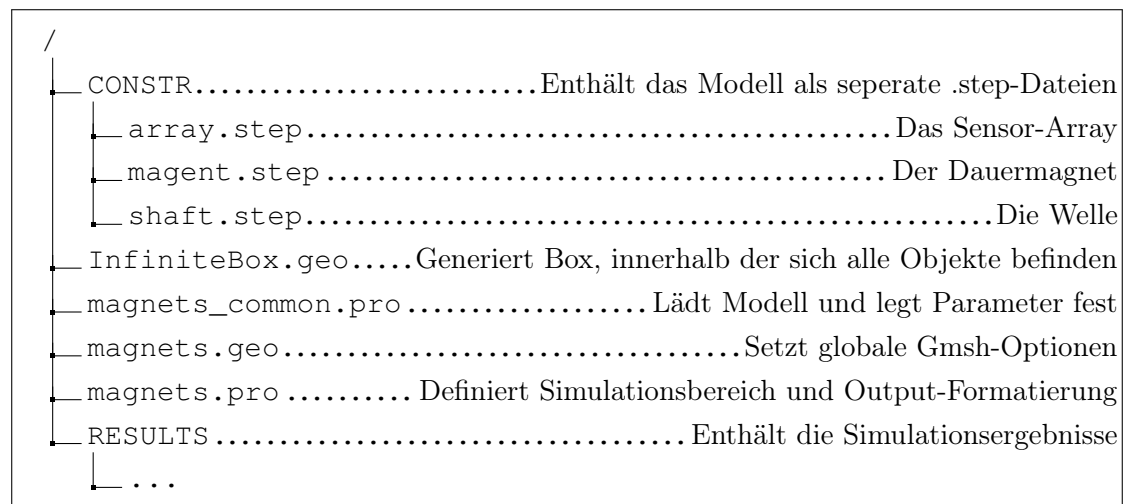 /
CONSTR...........................Enthält das Modell als seperate .step-Dateien
array.step..............................................Das Sensor-Array
magent.step............................................Der Dauermagnet
shaft.step......................................................Die Welle
InfiniteBox.geo.....Generiert Box, innerhalb der sich alle Objekte befinden
magnets_common.pro...................Lädt Modell und legt Parameter fest
magnets.geo....................................Setzt globale Gmsh-Optionen
magnets.pro..........Definiert Simulationsbereich und Output-Formatierung
RESULTS.....................................Enthält die Simulationsergebnisse
...